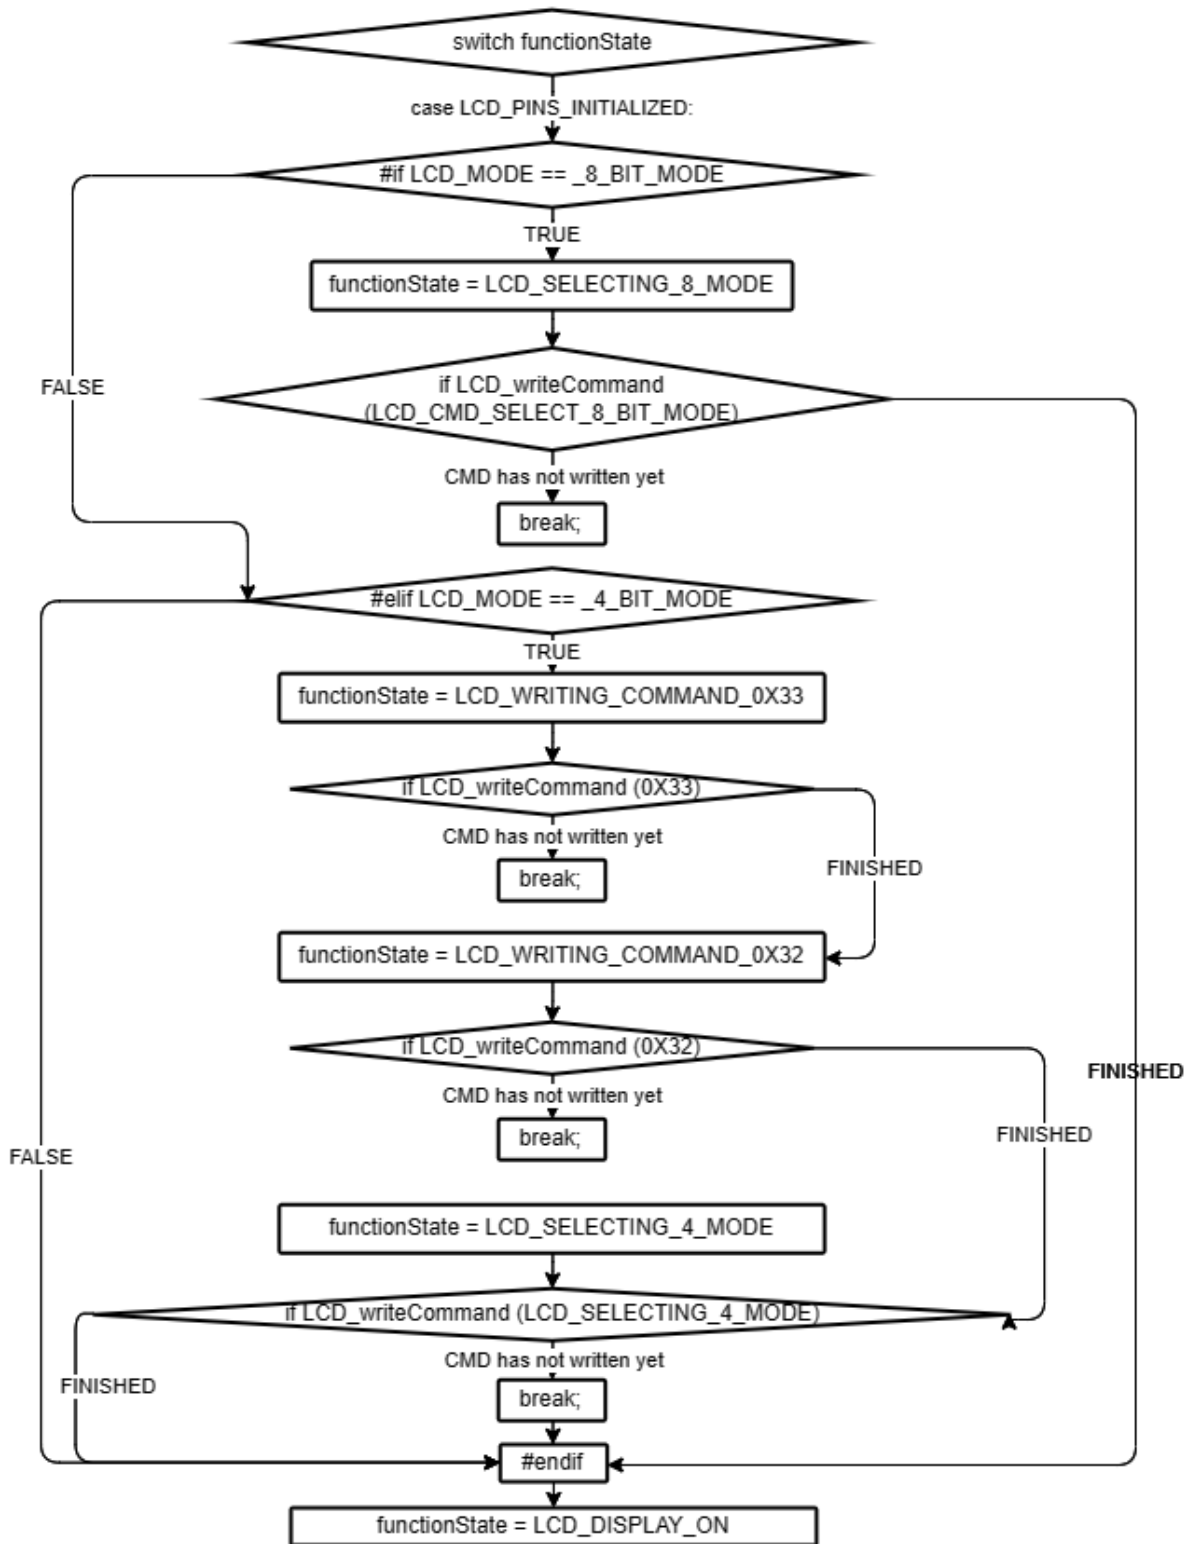 switch functionState
case LCD_PINS_INITIALIZED:
#if LCD_MODE == _8_BIT_MODE
TRUE
functionState = LCD_SELECTING_8_MODE
FALSE
if LCD_writeCommand
(LCD_CMD_SELECT_8_BIT_MODE)
CMD has not written yet
break;
#elif LCD_MODE == _4_BIT_MODE
TRUE
functionState = LCD_WRITING_COMMAND_0X33
if LCD_writeCommand (0X33)
CMD has not written yet
FINISHED
break;
functionState = LCD_WRITING_COMMAND_0X32
if LCD_writeCommand (0X32)
FINISHED
CMD has not written yet
break;
FINISHED
FALSE
functionState = LCD_SELECTING_4_MODE
if LCD_writeCommand (LCD_SELECTING_4_MODE)
CMD has not written yet
FINISHED
break;
#endif
functionState = LCD_DISPLAY_ON